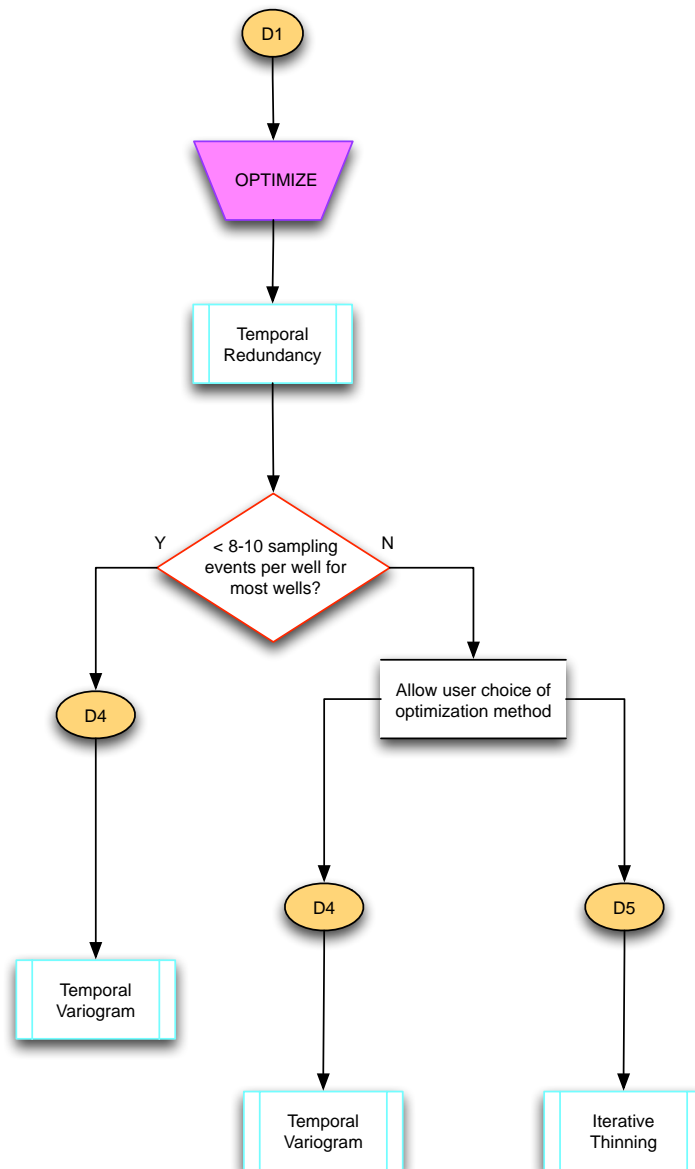 D1
OPTIMIZE
Temporal
Redundancy
Y
N
< 8-10 sampling
events per well for
most wells?
Allow user choice of
optimization method
D4
D4
D5
Temporal
Variogram
Temporal
Variogram
Iterative
Thinning